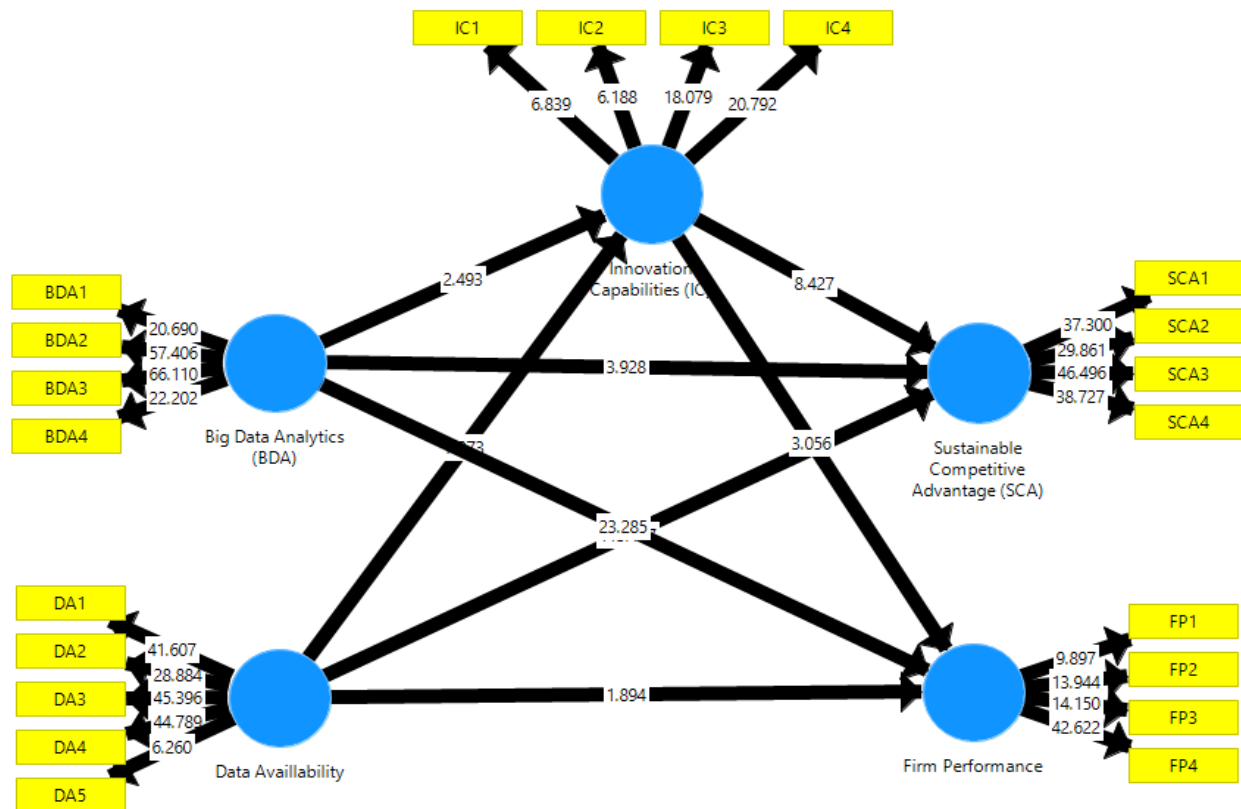 IC1
IC2
IC3
IC4
6.839
6.188
18.079
20.792
Innovation
Capabilities (IC)
2.493
8.427
BDA1
BDA2
BDA3
BDA4
20.690
57.406
66.110
22.202
Big Data Analytics
(BDA)
3.928
SCA1
SCA2
SCA3
SCA4
37.300
29.861
46.496
38.727
Sustainable
Competitive
Advantage (SCA)
3.056
23.285
DA1
DA2
DA3
DA4
DA5
41.607
28.884
45.396
44.789
6.260
Data Availlability
1.894
FP1
FP2
FP3
FP4
9.897
13.944
14.150
42.622
Firm Performance